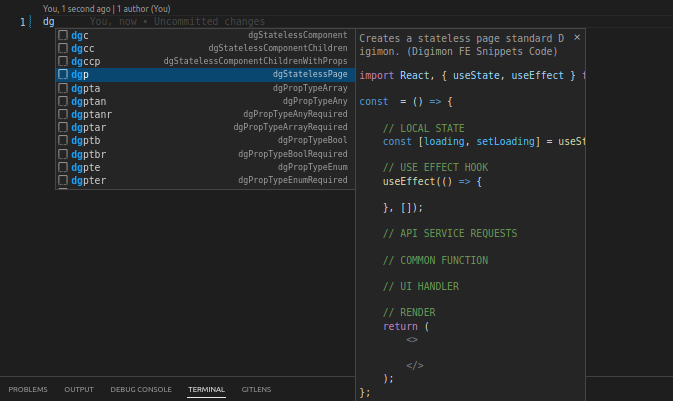 You, 1 second ago | 1 author (You)
1 dg You, now • Uncommitted changes
dgc dgStatelessComponent
dgcc dgStatelessComponentChildren
dgccp dgStatelessComponentChildrenWithProps
dgp dgStatelessPage
dgpta dgPropTypeArray
dgptan dgPropTypeAny
dgptanr dgPropTypeAnyRequired
dgptar dgPropTypeArrayRequired
dgptb dgPropTypeBool
dgptbr dgPropTypeBoolRequired
dgpte dgPropTypeEnum
dgpter dgPropTypeEnumRequired
Creates a stateless page standard D ×
igimon. (Digimon FE Snippets Code)
import React, { useState, useEffect } f
const  = () => {
// LOCAL STATE
const [loading, setLoading] = useSt
// USE EFFECT HOOK
useEffect(() => {
}, []);
// API SERVICE REQUESTS
// COMMON FUNCTION
// UI HANDLER
// RENDER
return (
<>
</>
);
};
PROBLEMS OUTPUT DEBUG CONSOLE TERMINAL GITLENS